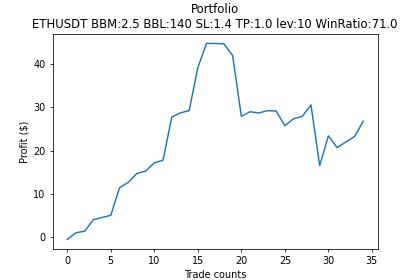 Portfolio
ETHUSDT BBM:2.5 BBL:140 SL:1.4 TP:1.0 lev:10 WinRatio:71.0
Profit ($)
40
30
20
10
0
0 5 10 15 20 25 30 35
Trade counts